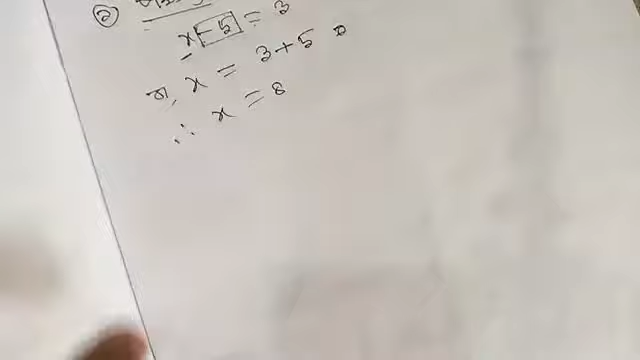 ②
x - 5 = 3
বা, x = 3 + 5
∴ x = 8